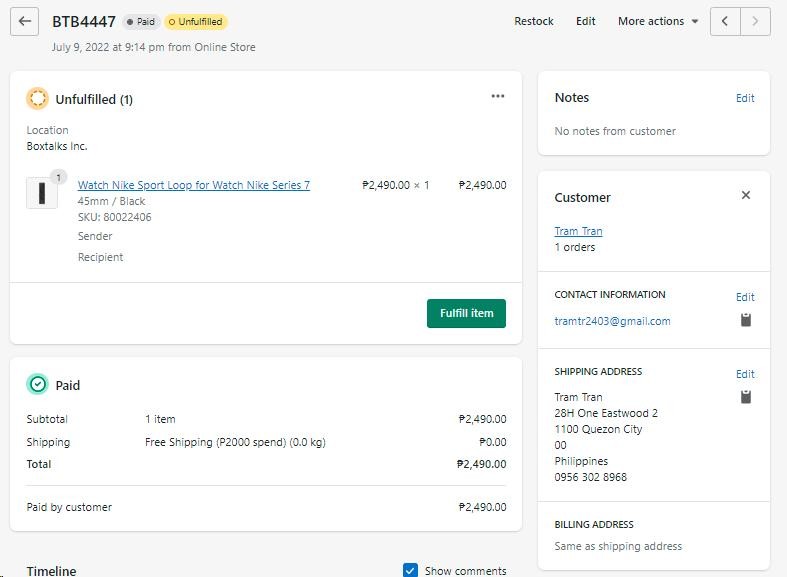 BTB4447 Paid Unfulfilled
Restock Edit More actions
July 9, 2022 at 9:14 pm from Online Store
Unfulfilled (1)
Location
Boxtalks Inc.
1
Watch Nike Sport Loop for Watch Nike Series 7 ₱2,490.00 × 1 ₱2,490.00
45mm / Black
SKU: 80022406
Sender
Recipient
Fulfill item
Paid
Subtotal 1 item ₱2,490.00
Shipping Free Shipping (P2000 spend) (0.0 kg) ₱0.00
Total ₱2,490.00
Paid by customer ₱2,490.00
Timeline Show comments
Notes Edit
No notes from customer
Customer
Tram Tran
1 orders
CONTACT INFORMATION Edit
tramtr2403@gmail.com
SHIPPING ADDRESS Edit
Tram Tran
28H One Eastwood 2
1100 Quezon City
00
Philippines
0956 302 8968
BILLING ADDRESS
Same as shipping address